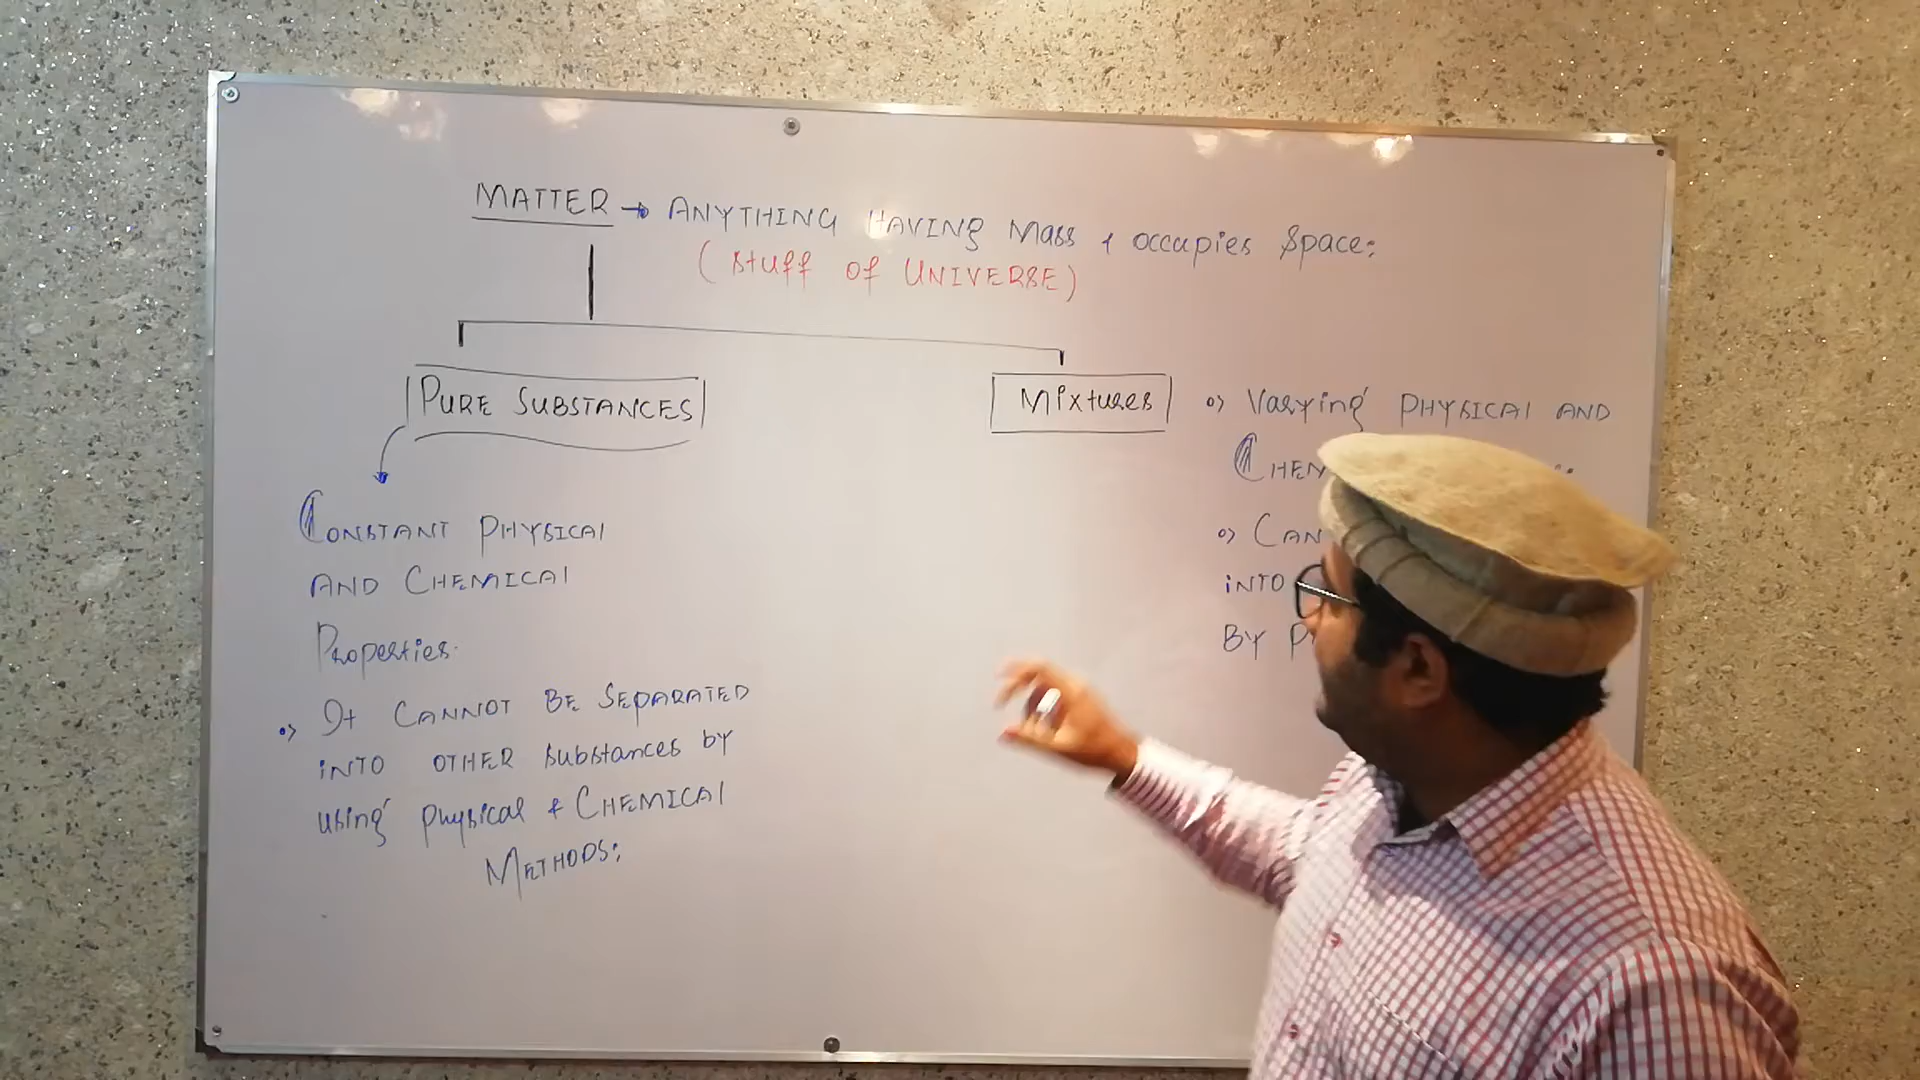 MATTER → ANYTHING HAVING MASS & OCCUPIES SPACE:
(Stuff of UNIVERSE)
PURE SUBSTANCES
Mixtures
CONSTANT PHYSICAL
AND CHEMICAL
Properties.
It CANNOT BE SEPARATED
INTO OTHER substances by
using physical & CHEMICAL
METHODS:
Varying PHYSICAL AND
CAN
INTO
BY